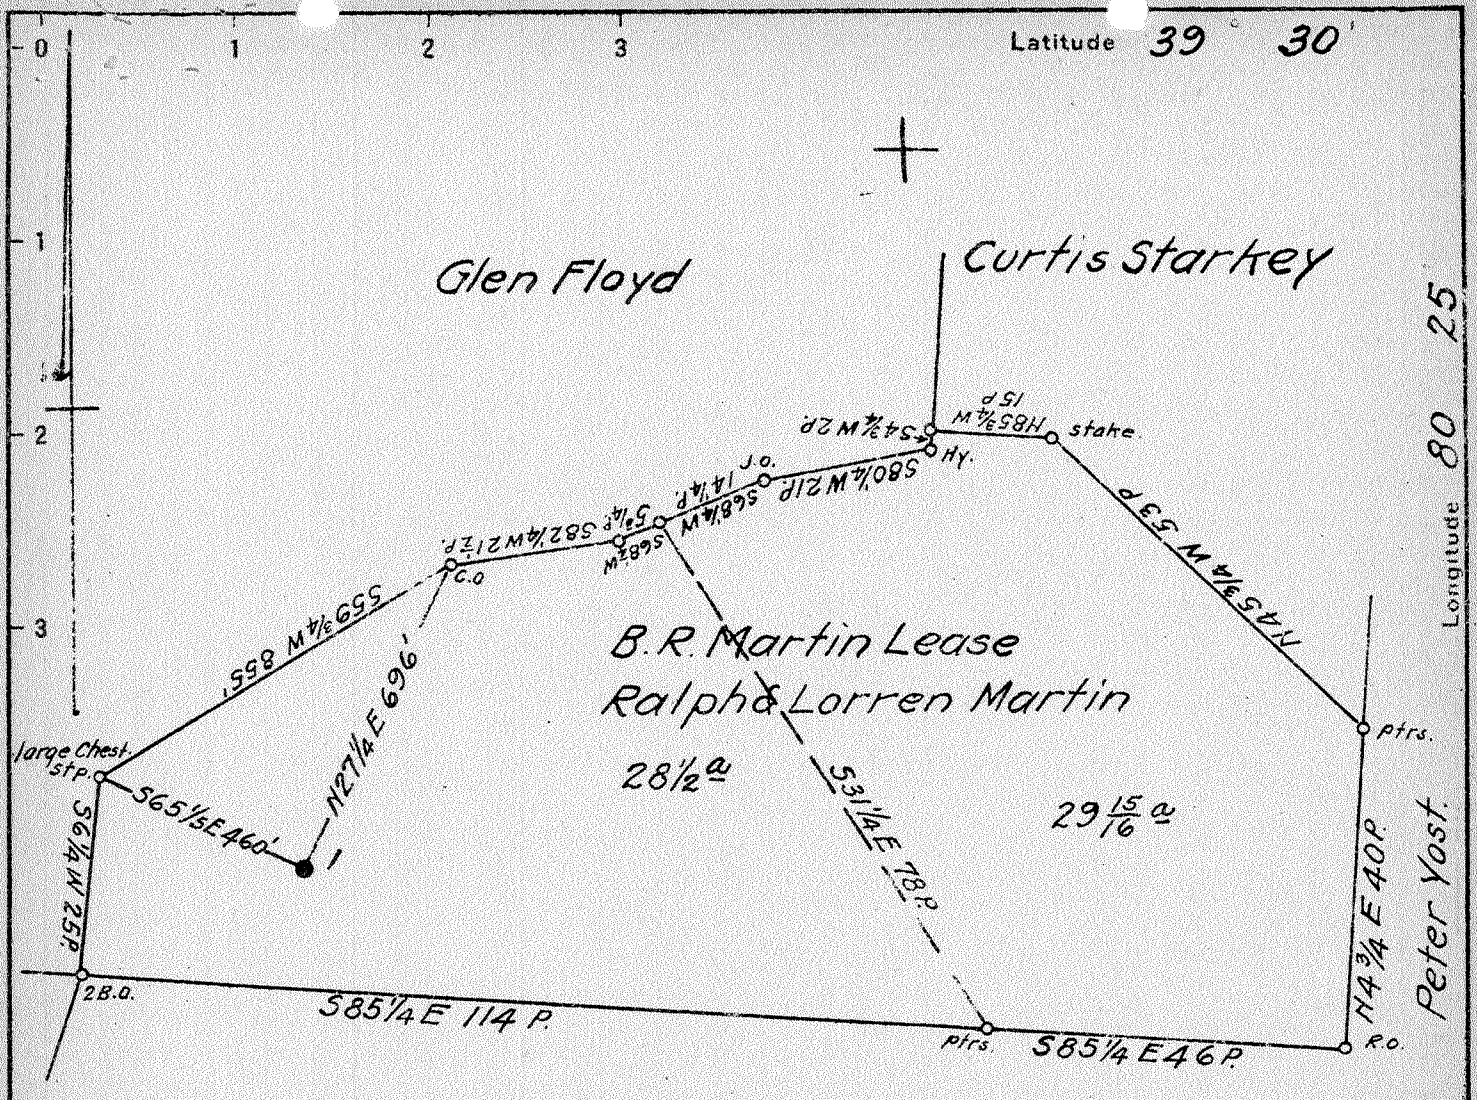 0 1 2 3 Latitude 39° 30'
1
2
3
Longitude 80 25
Glen Floyd
Curtis Starkey
Peter Yost.
N85¾W
15 P
stake.
S4¾W 2P.
Hy.
S80¼W 21P.
r.o.
S68¼W
14¼P.
S68½W
S82¼W 21½P.
c.o
S59¾W 855'
N45¾W 53P
B.R. Martin Lease
Ralph & Lorren Martin
28½ a
29 15/16 a
ptrs.
large Chest.
stp.
S65⅕E 460'
N27¼E 696'
1
S31¼E 78P.
S6¼W 25P.
N4¾E 40P.
2B.O.
S85¼E 114 P.
ptrs.
S85¼E 46P.
R.O.